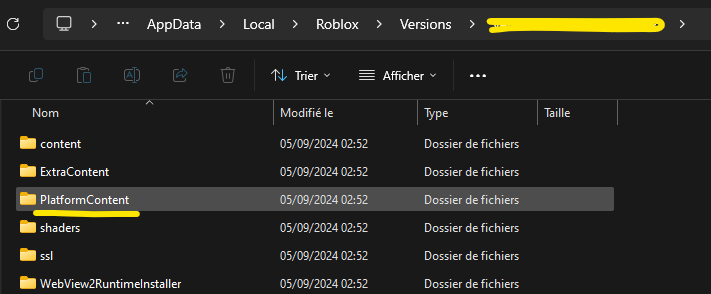 AppData > Local > Roblox > Versions >
Trier Afficher
Nom Modifié le Type Taille
content 05/09/2024 02:52 Dossier de fichiers
ExtraContent 05/09/2024 02:52 Dossier de fichiers
PlatformContent 05/09/2024 02:52 Dossier de fichiers
shaders 05/09/2024 02:52 Dossier de fichiers
ssl 05/09/2024 02:52 Dossier de fichiers
WebView2RuntimeInstaller 05/09/2024 02:52 Dossier de fichiers